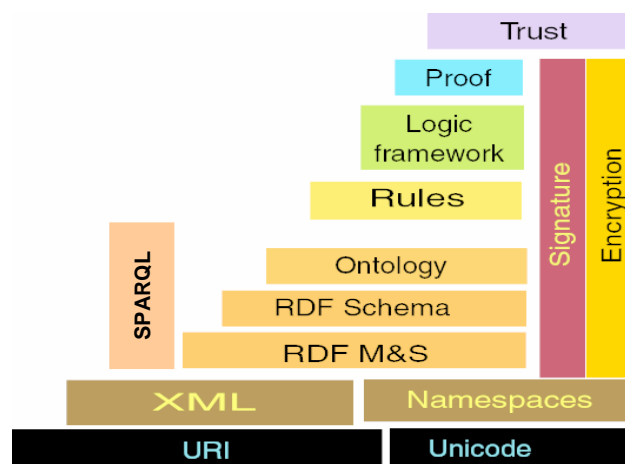 Trust
Proof
Logic
framework
Rules
Signature
Encryption
SPARQL
Ontology
RDF Schema
RDF M&S
XML
Namespaces
URI
Unicode